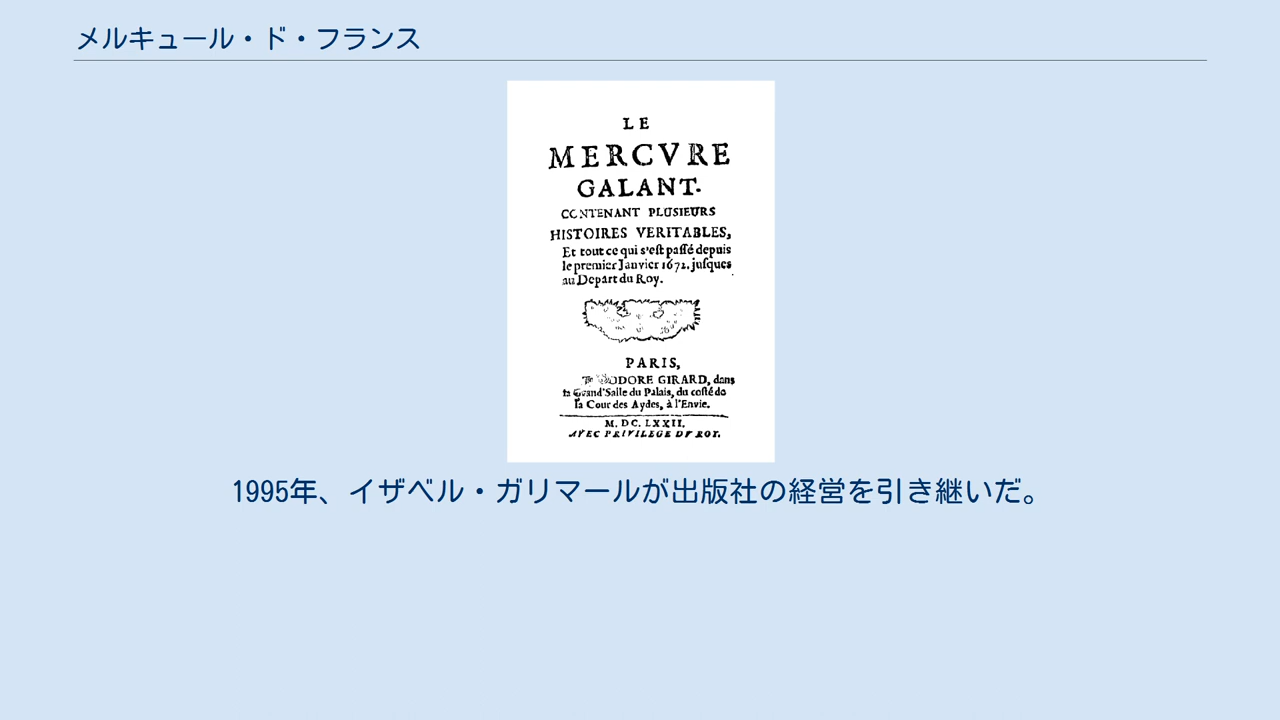 メルキュール・ド・フランス
LE
MERCVRE
GALANT.
CONTENANT PLUSIEURS
HISTOIRES VERITABLES,
Et tout ce qui s'eſt paſſé depuis
le premier Janvier 1672. juſques
au Depart du Roy.
PARIS,
DORE GIRARD, dans
la Grand'Salle du Palais, du coſté de
la Cour des Aydes, à l'Envie.
M. DC. LXXII.
AVEC PRIVILEGE DV ROY.
1995年、イザベル・ガリマールが出版社の経営を引き継いだ。